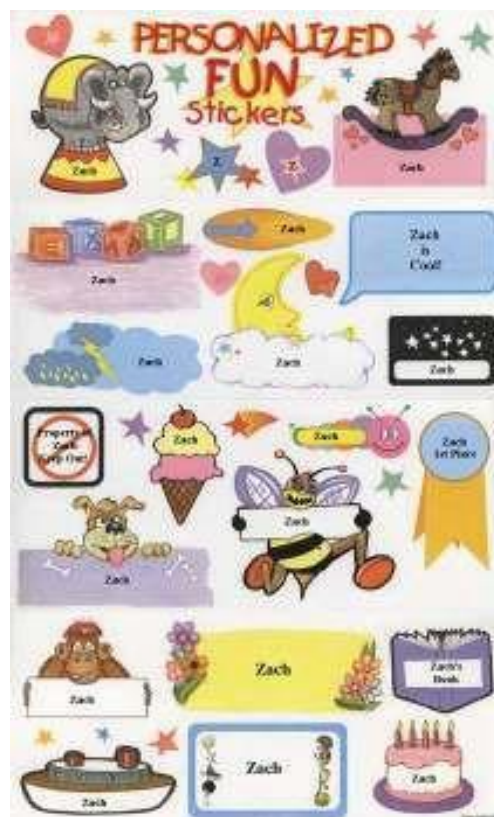 PERSONALIZED
FUN
Stickers
Zach
Z
Z
Zach
Zach
Zach
Zach
is
Cool!
Zach
Zach
Zach
Property of
Zach
Keep Out!
Zach
Zach
Zach
1st Place
Zach
Zach
Zach
Zach
Zach's
Book
Zach
Zach
Zach